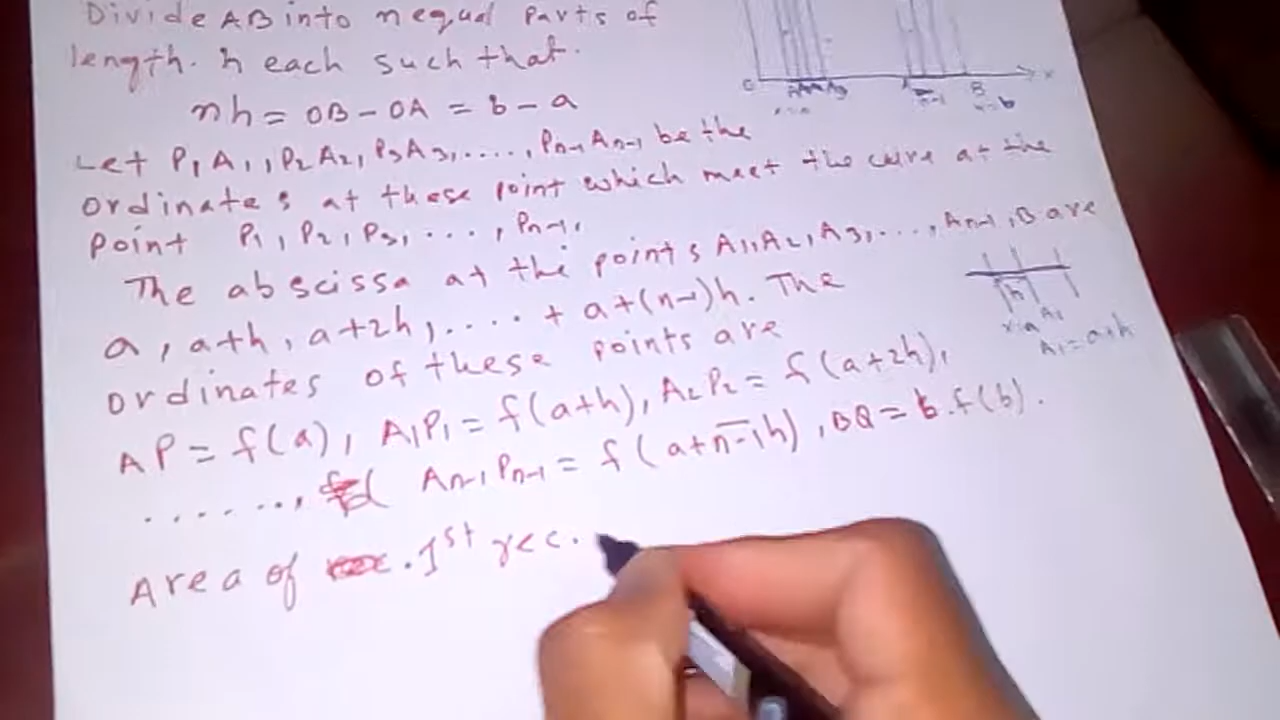 Divide AB into n equal parts of
length. h each such that.
nh = OB - OA = b - a
Let P1A1, P2A2, P3A3, ...., Pn-1An-1 be the
ordinates at these point which meet the curve at the
point P1, P2, P3, ...., Pn-1.
The abscissa at the points A1, A2, A3, ...., An-1, B are
a, a+h, a+2h, ..... + a+(n-1)h. The
ordinates of these points are
AP = f(a), A1P1 = f(a+h), A2P2 = f(a+2h),
......, An-1Pn-1 = f(a+n-1h), BQ = f(b).
Area of 1st rec.
x
B
x=b
h
x=a A1
A1=a+h